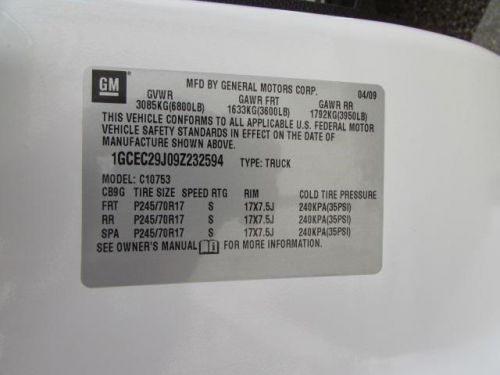 GM
MFD BY GENERAL MOTORS CORP. 04/09
GVWR GAWR FRT GAWR RR
3085KG(6800LB) 1633KG(3600LB) 1792KG(3950LB)
THIS VEHICLE CONFORMS TO ALL APPLICABLE U.S. FEDERAL MOTOR
VEHICLE SAFETY STANDARDS IN EFFECT ON THE DATE OF
MANUFACTURE SHOWN ABOVE.
1GCEC29J09Z232594 TYPE: TRUCK
MODEL: C10753
CB9G TIRE SIZE SPEED RTG RIM COLD TIRE PRESSURE
FRT P245/70R17 S 17X7.5J 240KPA(35PSI)
RR P245/70R17 S 17X7.5J 240KPA(35PSI)
SPA P245/70R17 S 17X7.5J 240KPA(35PSI)
SEE OWNER'S MANUAL FOR MORE INFORMATION.